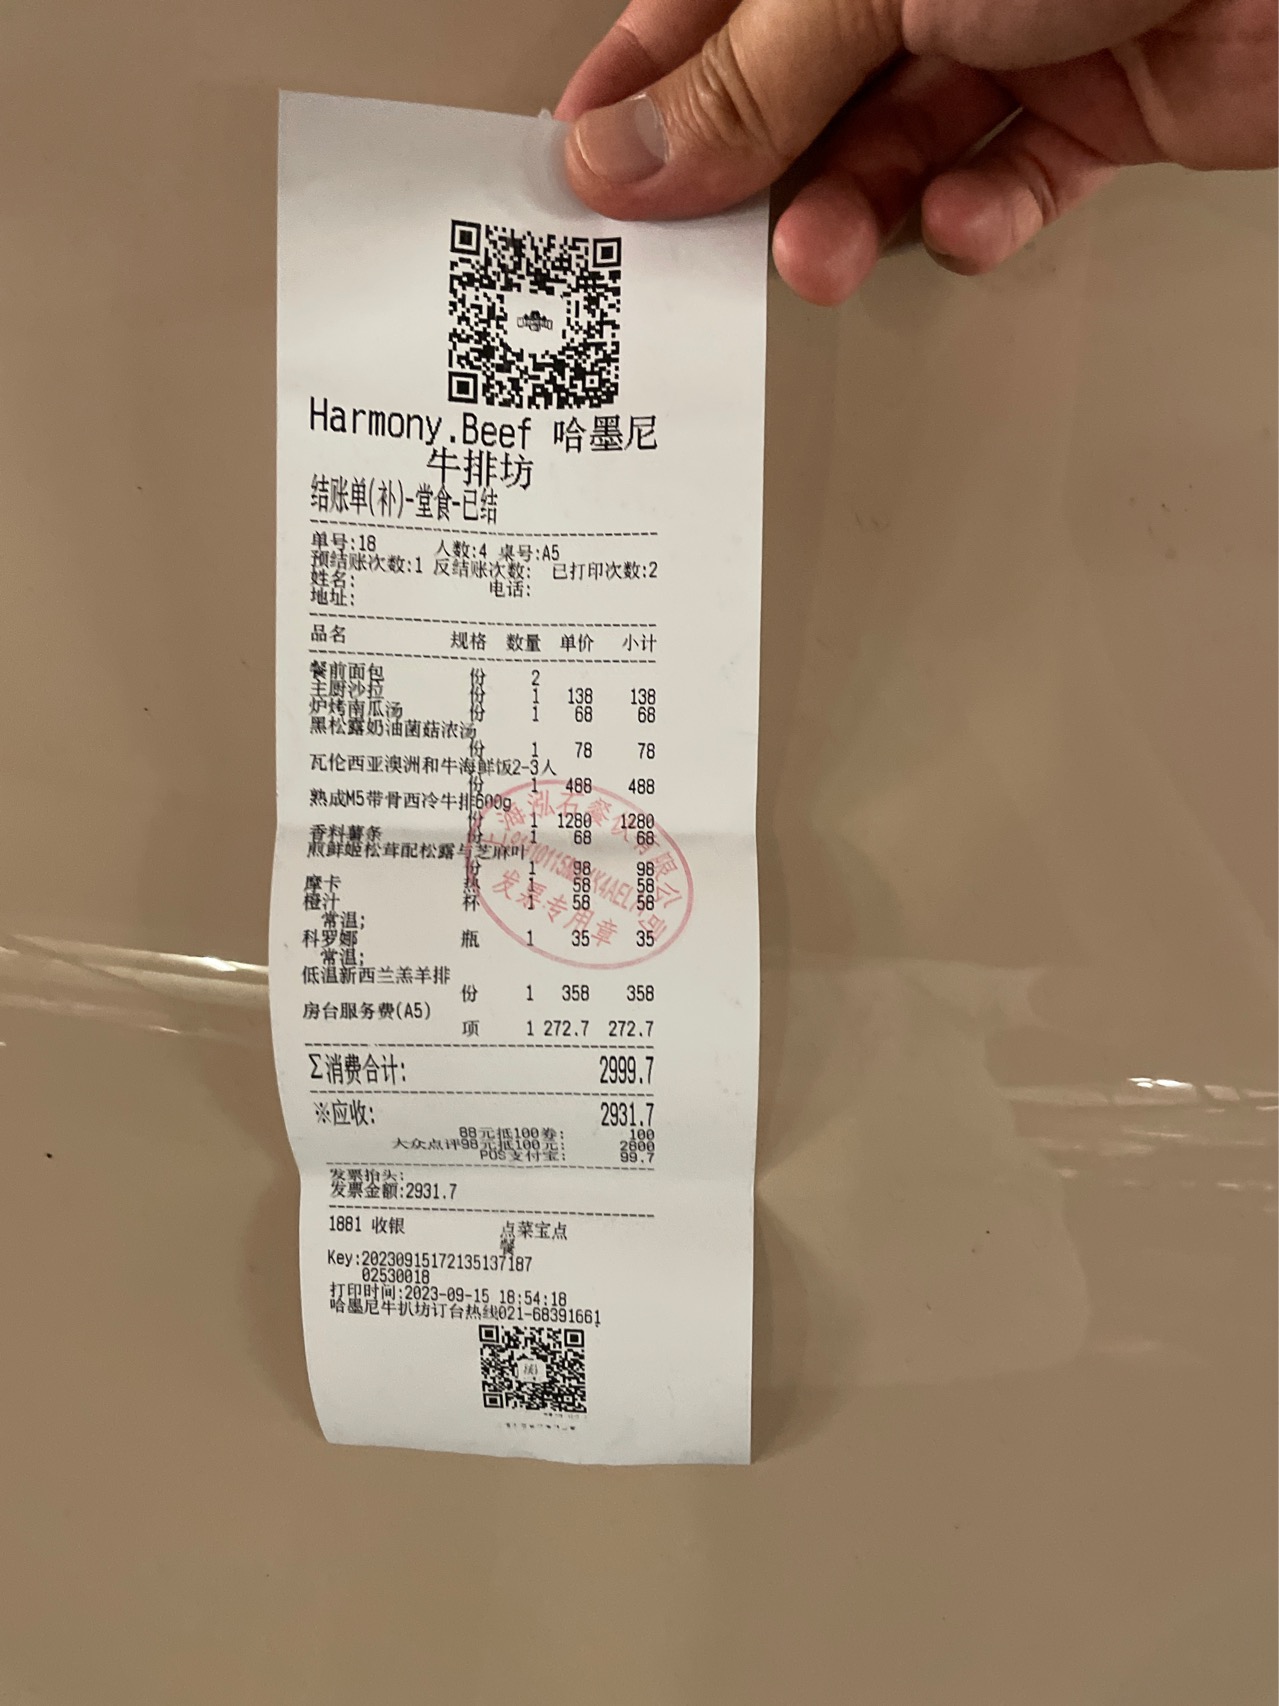 Harmony.Beef 哈墨尼
牛排坊
结账单(补)-堂食-已结
单号:18 人数:4 桌号:A5
预结账次数:1 反结账次数: 已打印次数:2
姓名: 电话:
地址:
品名 规格 数量 单价 小计
餐前面包 份 2
主厨沙拉 份 1 138 138
炉烤南瓜汤 份 1 68 68
黑松露奶油菌菇浓汤
份 1 78 78
瓦伦西亚澳洲和牛海鲜饭2-3人
份 1 488 488
熟成M5带骨西冷牛排600g
份 1 1280 1280
香料薯条 份 1 68 68
煎鲜姬松茸配松露与芝麻叶
份 1 98 98
摩卡 热 1 58 58
橙汁 杯 1 58 58
常温;
科罗娜 瓶 1 35 35
常温;
低温新西兰羔羊排
份 1 358 358
房台服务费(A5)
项 1 272.7 272.7
Σ消费合计: 2999.7
※应收: 2931.7
88元抵100券: 100
大众点评98元抵100元: 2800
POS支付宝: 99.7
发票抬头:
发票金额:2931.7
1881 收银 点菜宝点
餐
Key:20230915172135137187
02530018
打印时间:2023-09-15 18:54:18
哈墨尼牛扒坊订台热线021-68391661
上海泓石餐饮有限公司
发票专用章